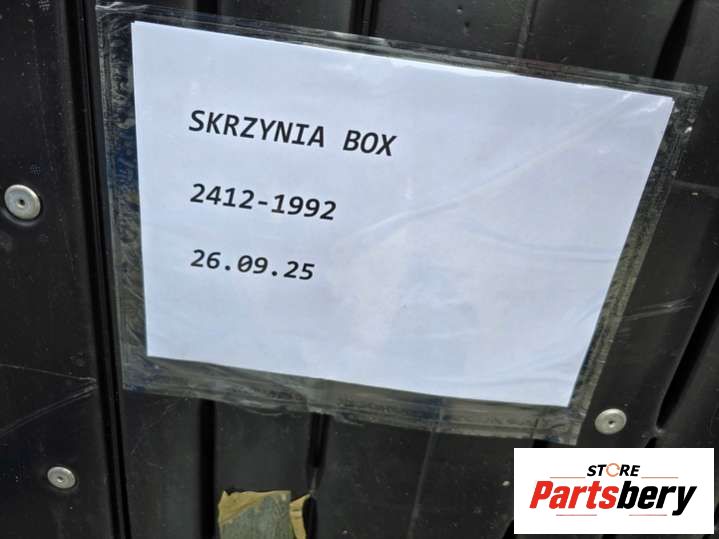 SKRZYNIA BOX
2412-1992
26.09.25
STORE
Partsbery